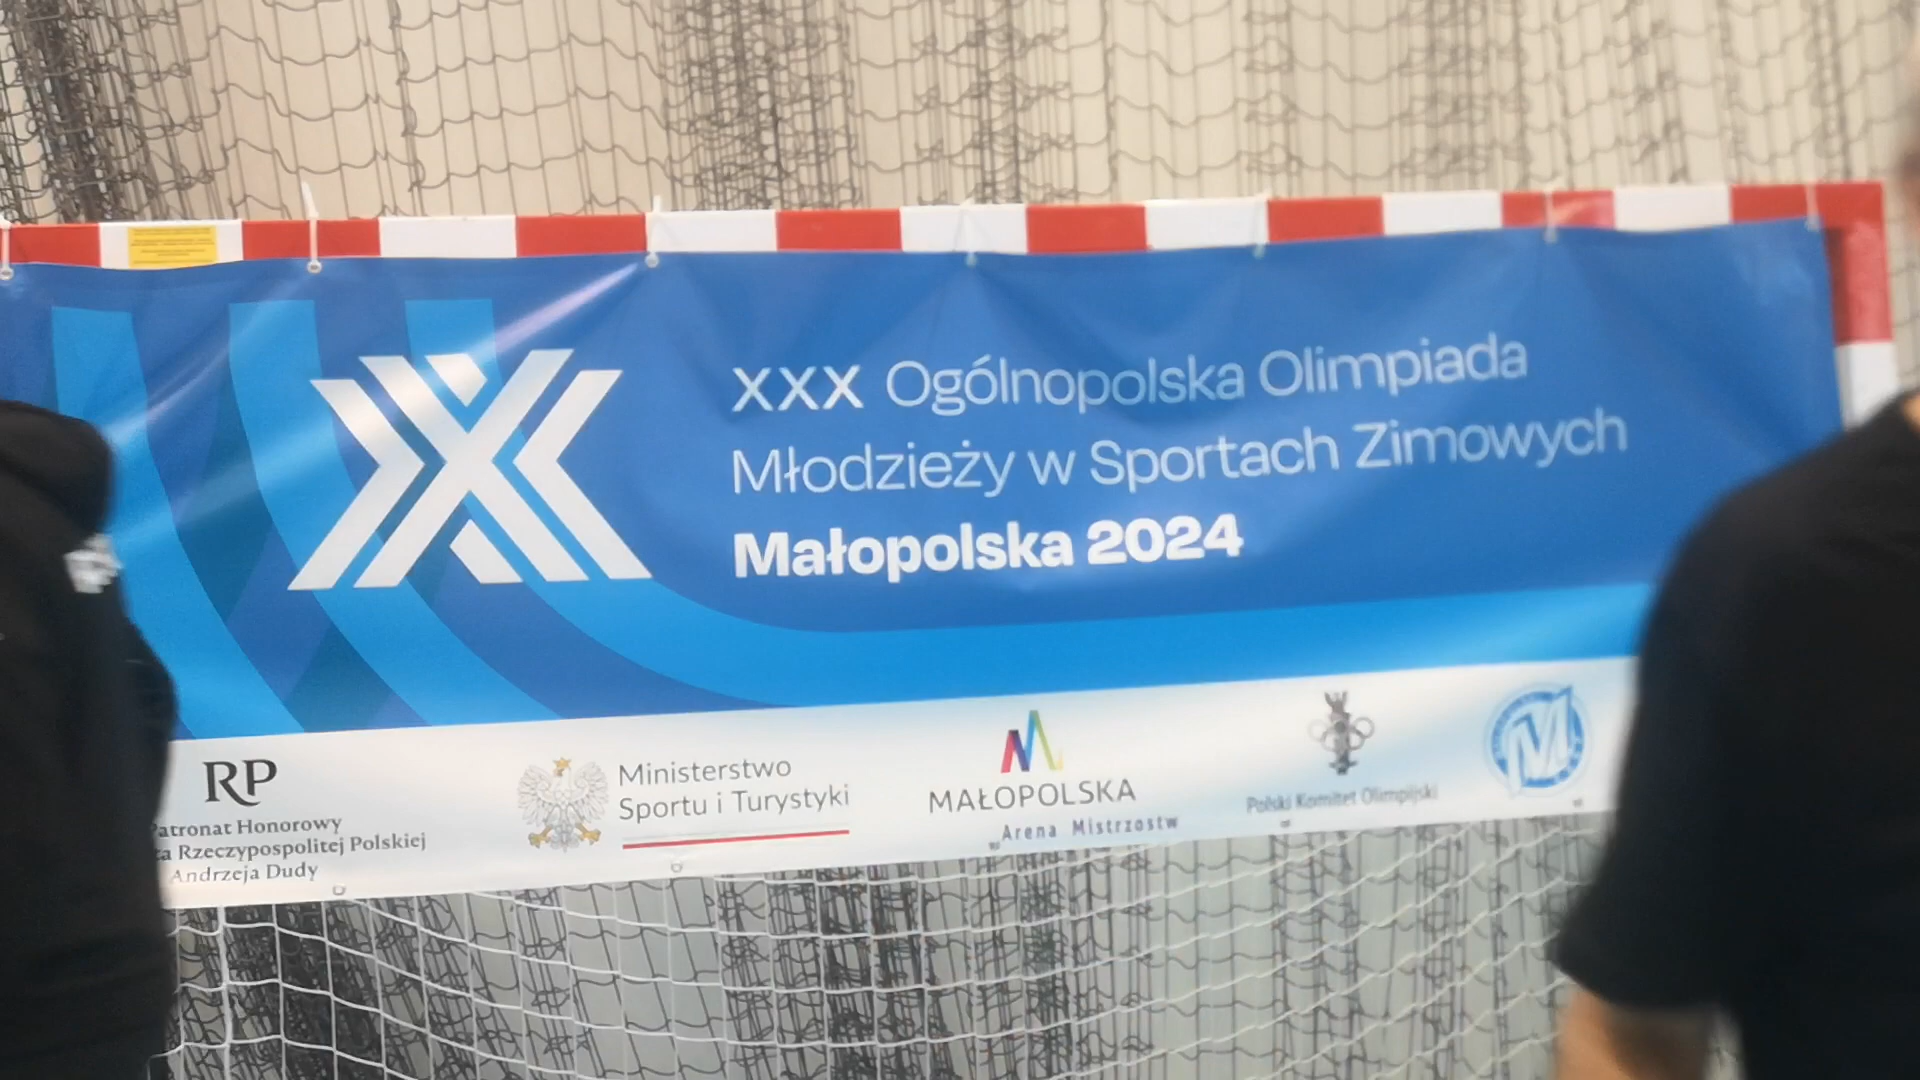 XXX Ogólnopolska Olimpiada
Młodzieży w Sportach Zimowych
Małopolska 2024
RP
Patronat Honorowy
Rzeczypospolitej Polskiej
Andrzeja Dudy
Ministerstwo
Sportu i Turystyki
MAŁOPOLSKA
Arena Mistrzostw
Polski Komitet Olimpijski